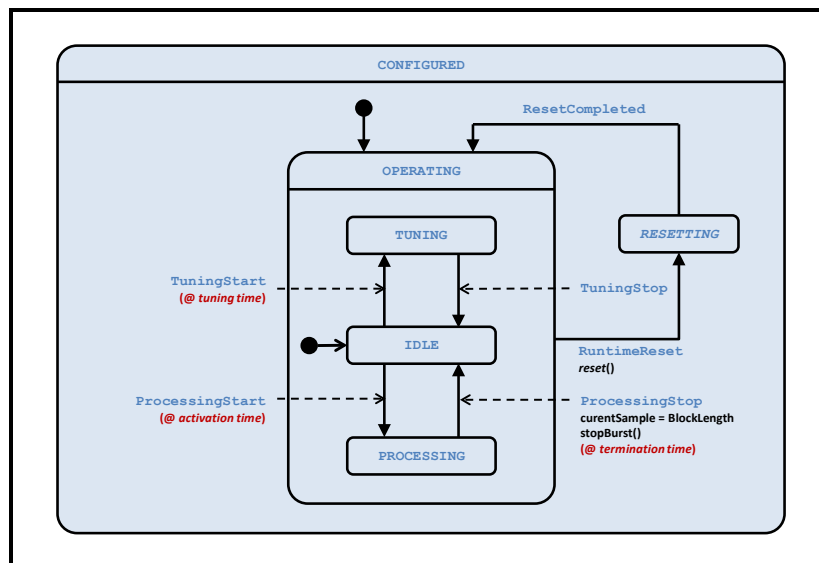 CONFIGURED
ResetCompleted
OPERATING
TUNING
RESETTING
TuningStart
(@ tuning time)
TuningStop
IDLE
RuntimeReset
reset()
ProcessingStart
(@ activation time)
ProcessingStop
curentSample = BlockLength
stopBurst()
(@ termination time)
PROCESSING